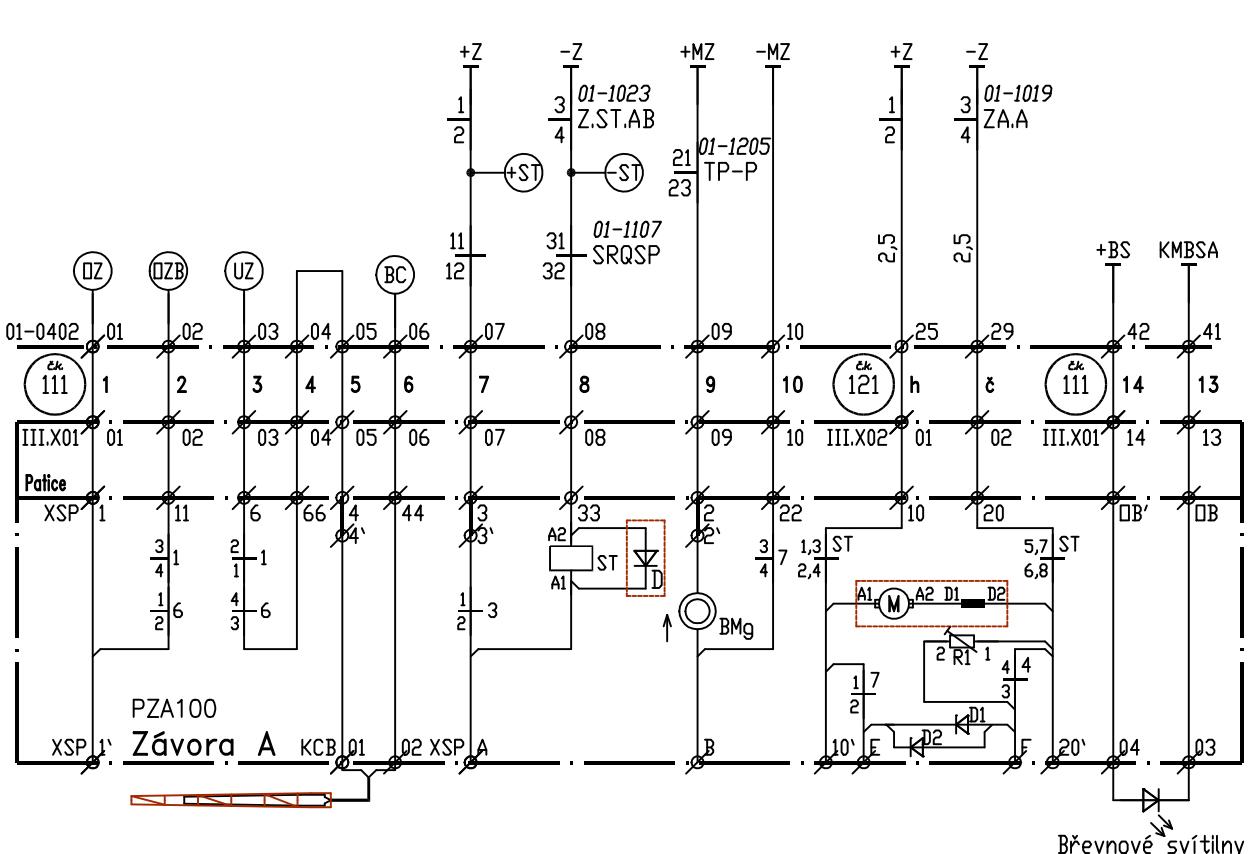 +Z -Z +MZ -MZ +Z -Z
1 3 01-1023 1 3 01-1019
2 4 Z.ST.AB 2 4 ZA.A
21 01-1205
23 TP-P
+ST -ST
11 31 01-1107 2,5 2,5
12 32 SRQSP
OZ OZB UZ BC +BS KMBSA
01-0402 01 02 03 04 05 06 07 08 09 10 25 29 42 41
čk 111 1 2 3 4 5 6 7 8 9 10 čk 121 h č čk 111 14 13
III.X01 01 02 03 04 05 06 07 08 09 10 III.X02 01 02 III.X01 14 13
Patice
XSP 1 11 6 66 4 44 3 33 2 22 10 20 OB' OB
4' 3' 2'
3 1 2 1 A2 ST D 3 7 1,3 ST 5,7 ST
4 1 A1 4 2,4 6,8
1 6 4 6 1 3 A1 M A2 D1 D2
2 3 2 BMg
2 R1 1
1 7 4 4
2 3
PZA100 D1
D2
XSP 1' Závora A KCB 01 02 XSP A B 10' E F 20' 04 03
Břevnové svítilny